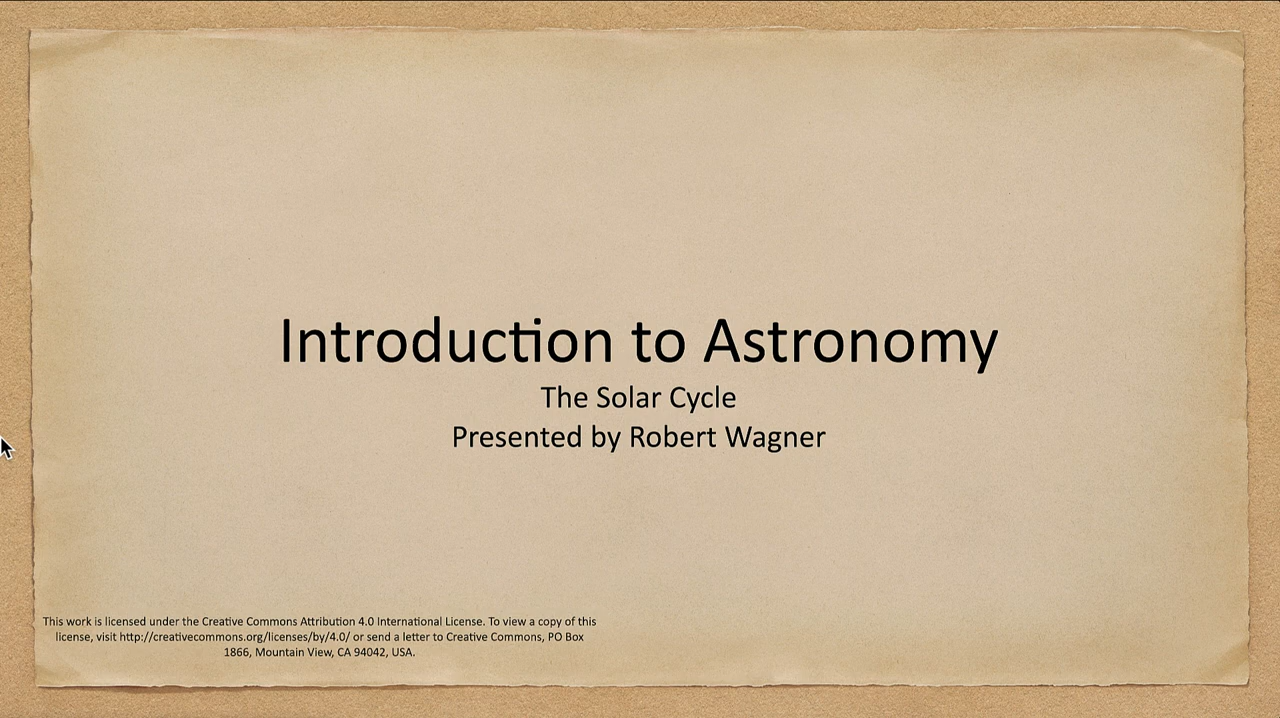 Introduction to Astronomy
The Solar Cycle
Presented by Robert Wagner
This work is licensed under the Creative Commons Attribution 4.0 International License. To view a copy of this
license, visit http://creativecommons.org/licenses/by/4.0/ or send a letter to Creative Commons, PO Box
1866, Mountain View, CA 94042, USA.